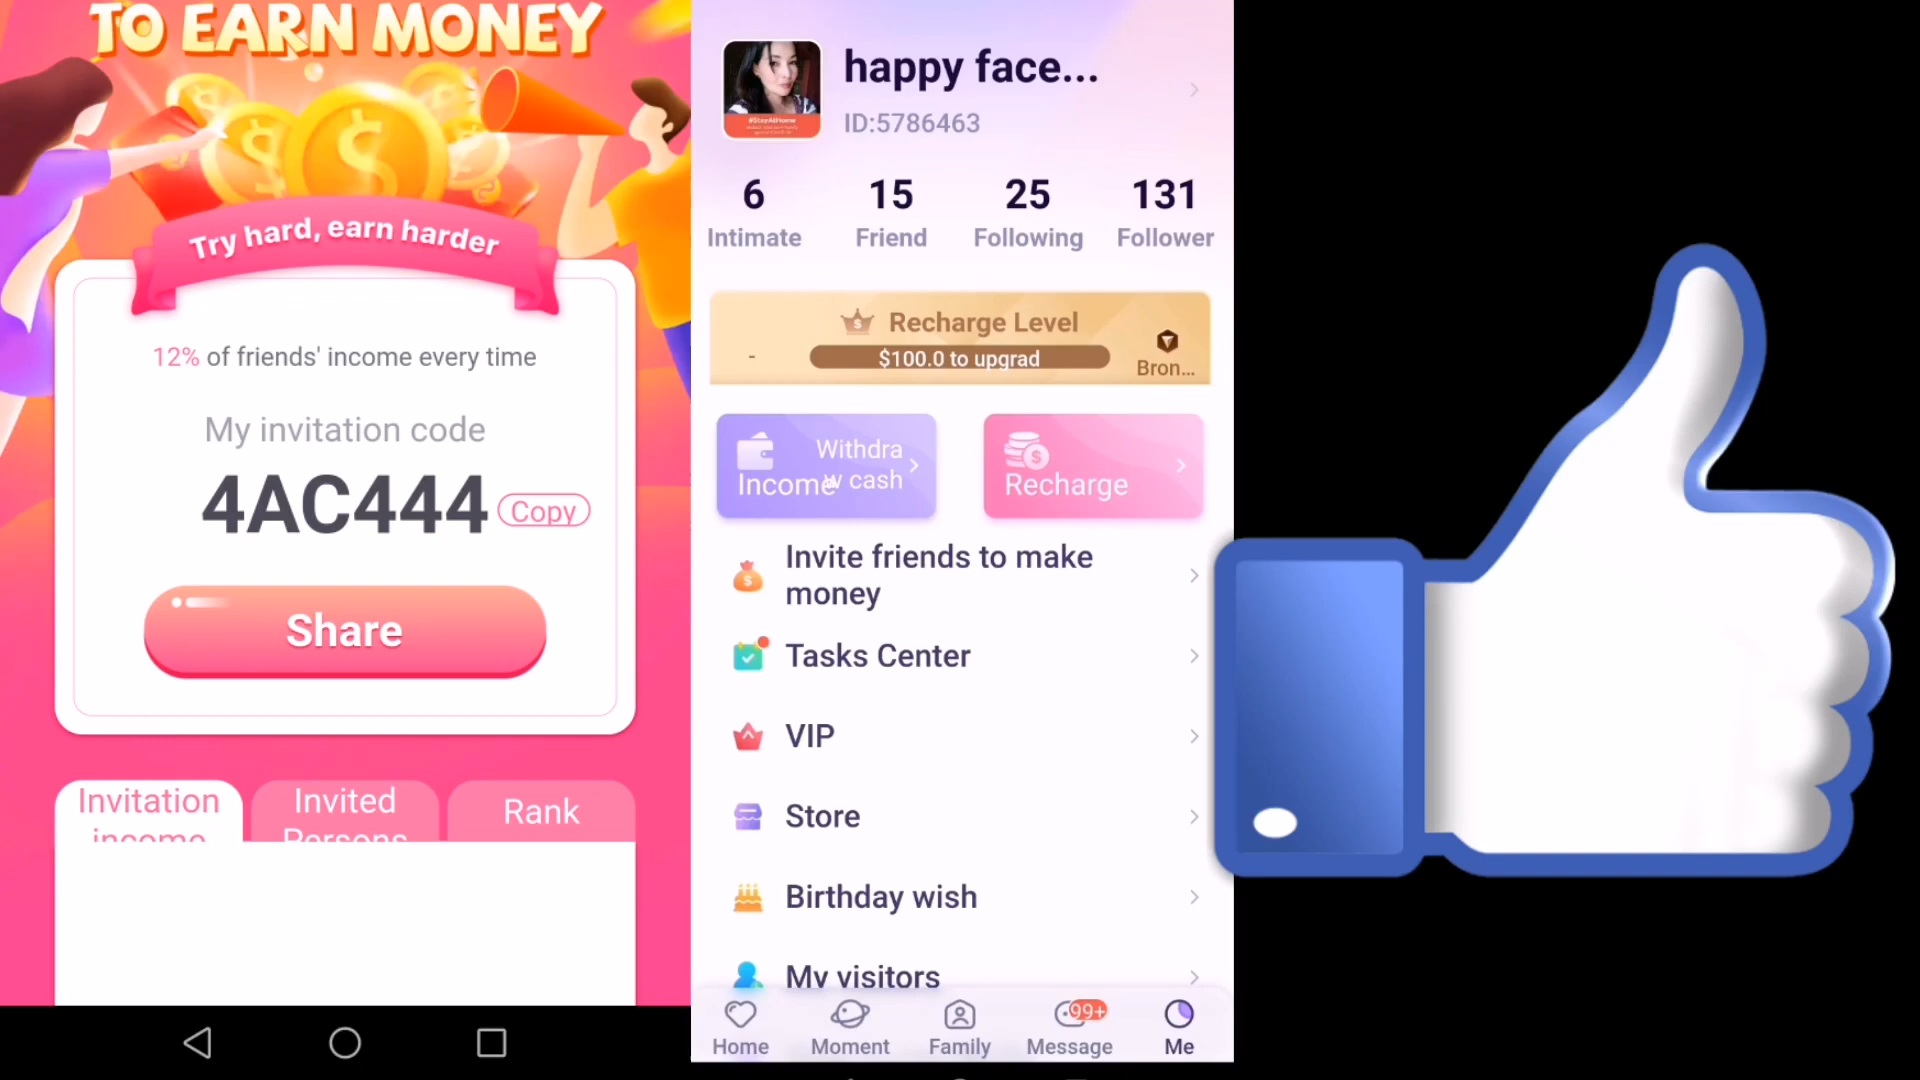 TO EARN MONEY
Try hard, earn harder
12% of friends' income every time
My invitation code
4AC444
Copy
Share
Invitation
income
Invited
Persons
Rank
happy face...
ID:5786463
#StayAtHome
6
15
25
131
Intimate
Friend
Following
Follower
Recharge Level
-
$100.0 to upgrad
Bron...
Income
Withdra
w cash
Recharge
Invite friends to make
money
Tasks Center
VIP
Store
Birthday wish
My visitors
99+
Home
Moment
Family
Message
Me